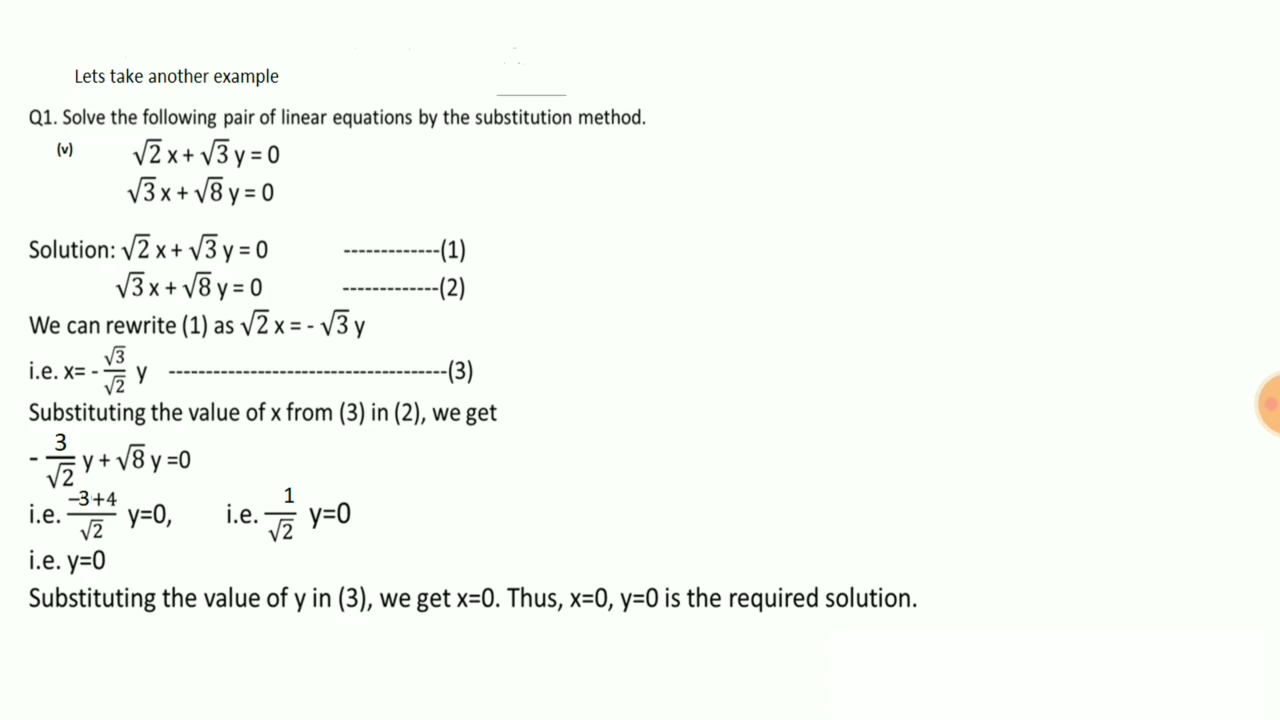 Lets take another example
Q1. Solve the following pair of linear equations by the substitution method.
(v) √2 x + √3 y = 0
√3 x + √8 y = 0
Solution: √2 x + √3 y = 0 -------------(1)
√3 x + √8 y = 0 -------------(2)
We can rewrite (1) as √2 x = - √3 y
i.e. x= - √3/√2 y --------------------------------------(3)
Substituting the value of x from (3) in (2), we get
- 3/√2 y + √8 y =0
i.e. −3+4/√2 y=0, i.e. 1/√2 y=0
i.e. y=0
Substituting the value of y in (3), we get x=0. Thus, x=0, y=0 is the required solution.